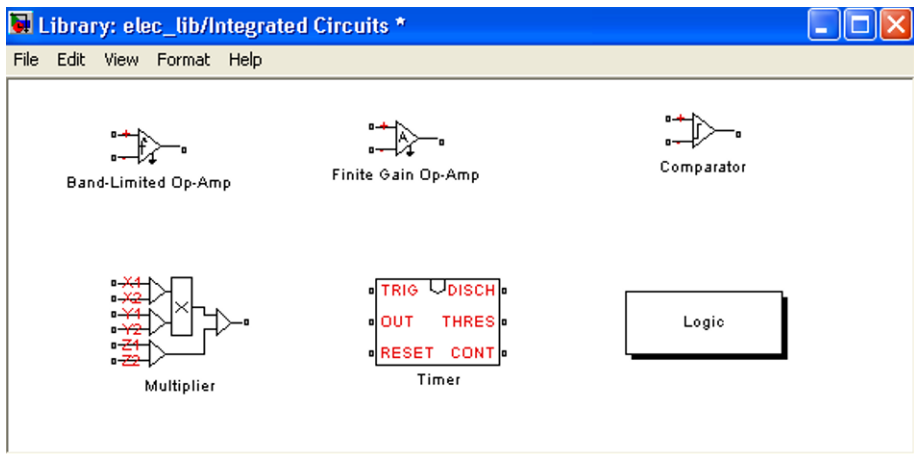 Library: elec_lib/Integrated Circuits *
File Edit View Format Help
f
A
Band-Limited Op-Amp
Finite Gain Op-Amp
Comparator
X1
X2
Y1
Y2
Z1
Z2
Multiplier
TRIG DISCH
OUT THRES
RESET CONT
Timer
Logic